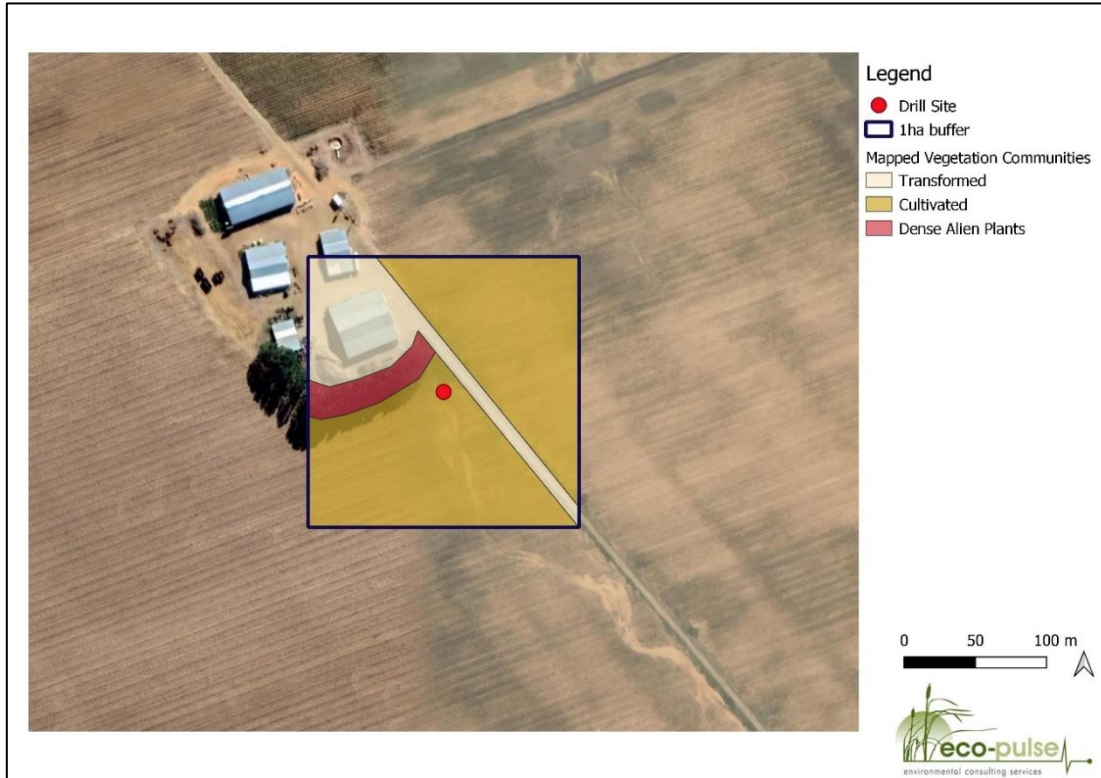 Legend
Drill Site
1ha buffer
Mapped Vegetation Communities
Transformed
Cultivated
Dense Alien Plants
0 50 100 m
eco-pulse
environmental consulting services